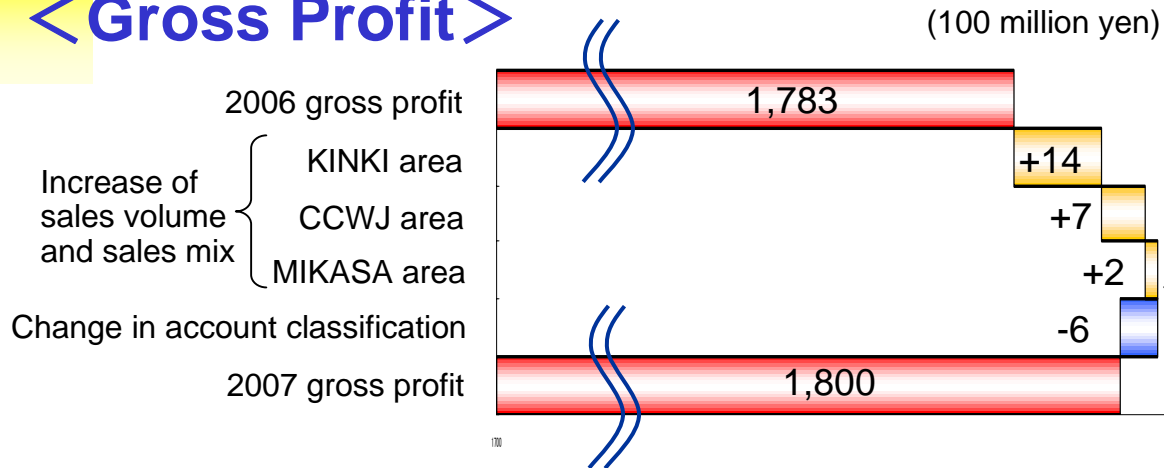 ＜Gross Profit＞
(100 million yen)
2006 gross profit
1,783
Increase of
sales volume
and sales mix
KINKI area
+14
CCWJ area
+7
MIKASA area
+2
Change in account classification
-6
2007 gross profit
1,800
1700